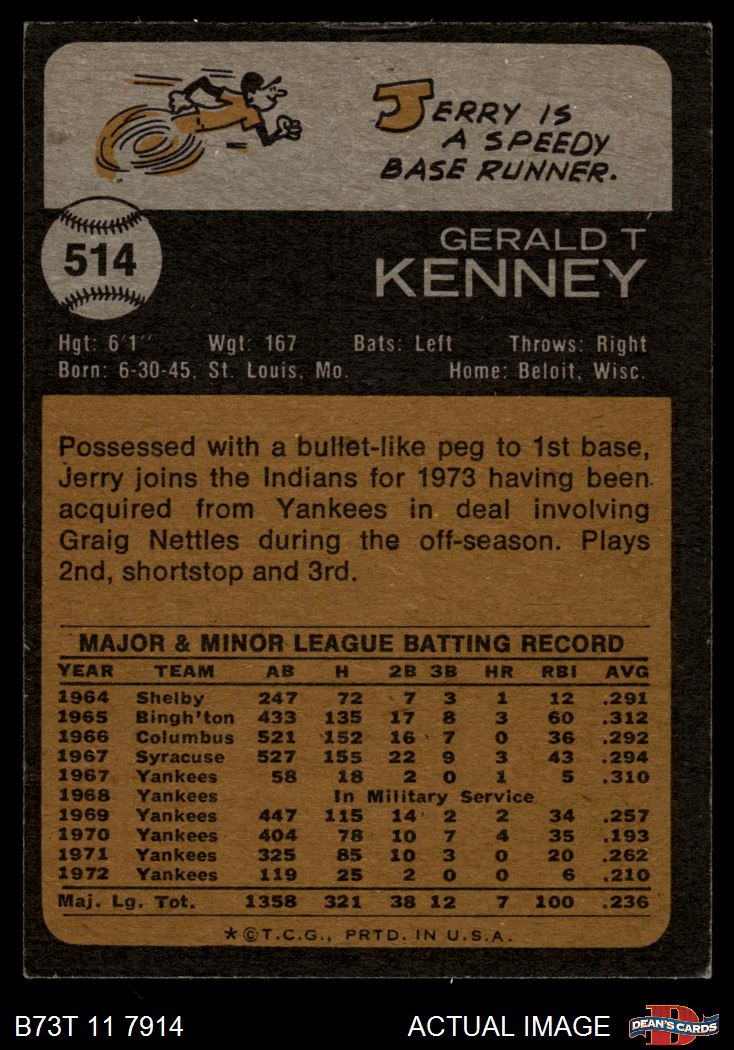 JERRY IS
A SPEEDY
BASE RUNNER.
514
GERALD T
KENNEY
Hgt: 6'1" Wgt: 167 Bats: Left Throws: Right
Born: 6-30-45, St. Louis, Mo. Home: Beloit, Wisc.
Possessed with a bullet-like peg to 1st base,
Jerry joins the Indians for 1973 having been
acquired from Yankees in deal involving
Graig Nettles during the off-season. Plays
2nd, shortstop and 3rd.
MAJOR & MINOR LEAGUE BATTING RECORD
YEAR TEAM AB H 2B 3B HR RBI AVG
1964 Shelby 247 72 7 3 1 12 .291
1965 Bingh'ton 433 135 17 8 3 60 .312
1966 Columbus 521 152 16 7 0 36 .292
1967 Syracuse 527 155 22 9 3 43 .294
1967 Yankees 58 18 2 0 1 5 .310
1968 Yankees In Military Service
1969 Yankees 447 115 14 2 2 34 .257
1970 Yankees 404 78 10 7 4 35 .193
1971 Yankees 325 85 10 3 0 20 .262
1972 Yankees 119 25 2 0 0 6 .210
Maj. Lg. Tot. 1358 321 38 12 7 100 .236
*©T.C.G., PRTD. IN U.S.A.
B73T 11 7914 ACTUAL IMAGE DEAN'S CARDS